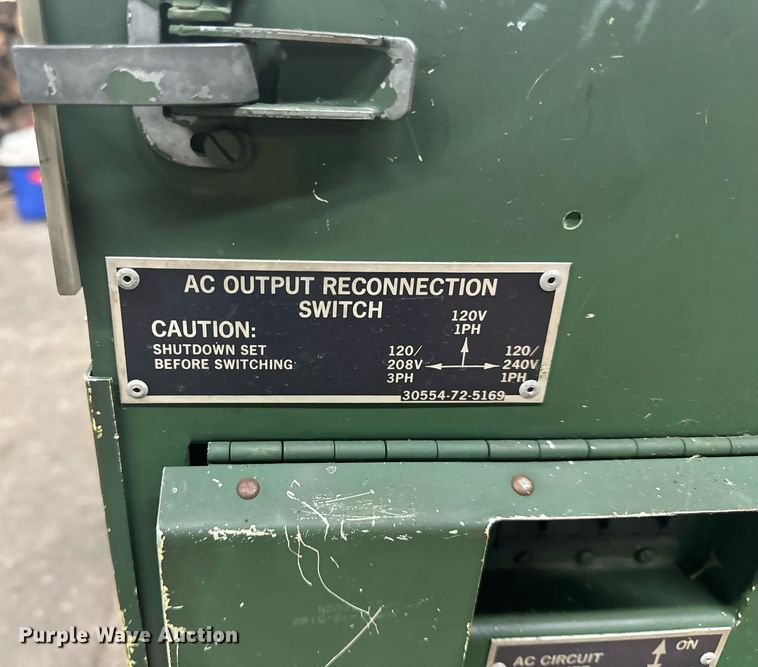 AC OUTPUT RECONNECTION
SWITCH
CAUTION:
SHUTDOWN SET
BEFORE SWITCHING
120V
1PH
120/
208V
3PH
120/
240V
1PH
30554-72-5169
AC CIRCUIT
ON
Purple Wave Auction